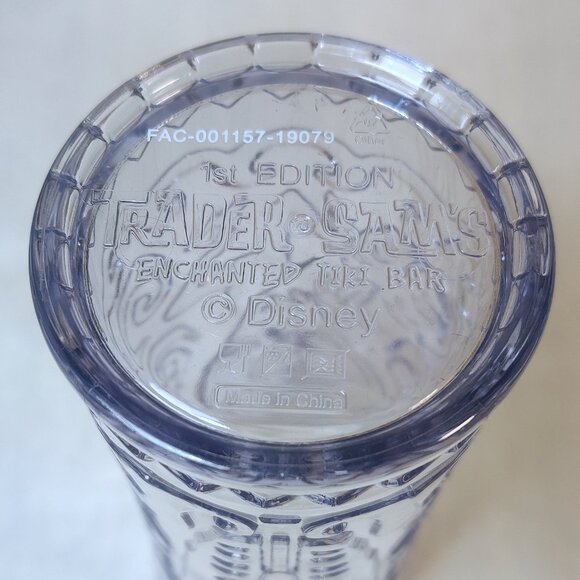 FAC-001157-19079
1st EDITION
TRADER SAM'S
ENCHANTED TIKI BAR
© Disney
Made in China